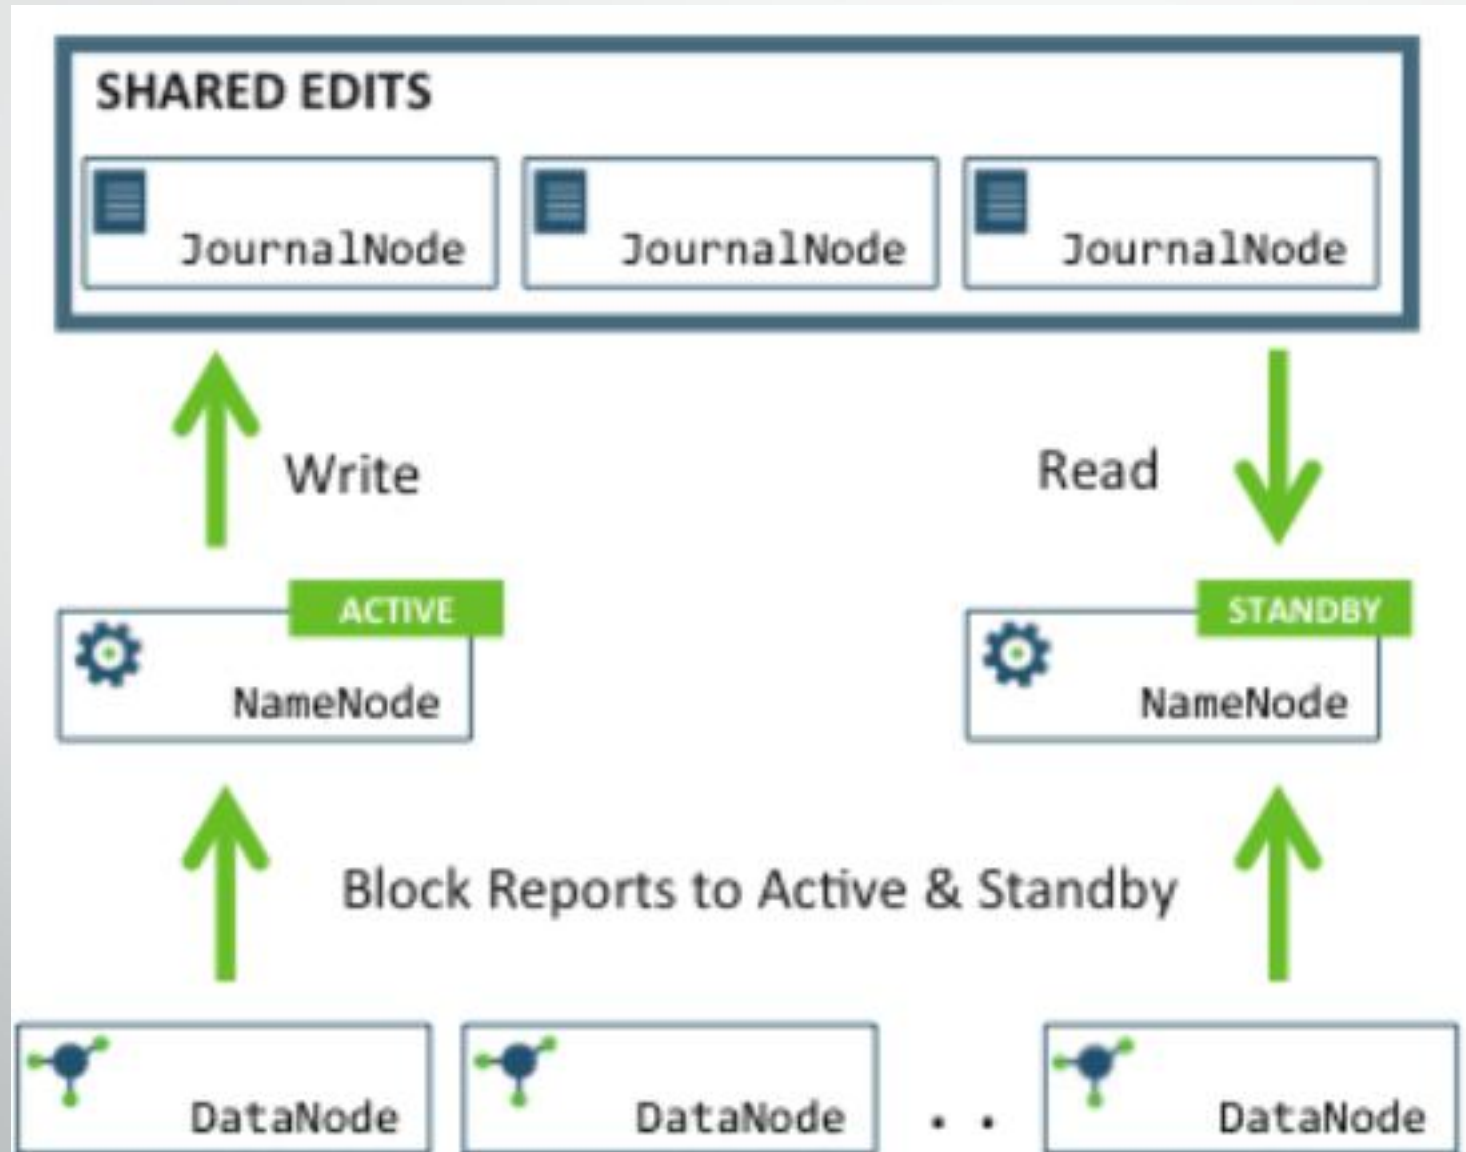 SHARED EDITS
JournalNode JournalNode JournalNode
Write Read
ACTIVE STANDBY
NameNode NameNode
Block Reports to Active & Standby
DataNode DataNode . . DataNode